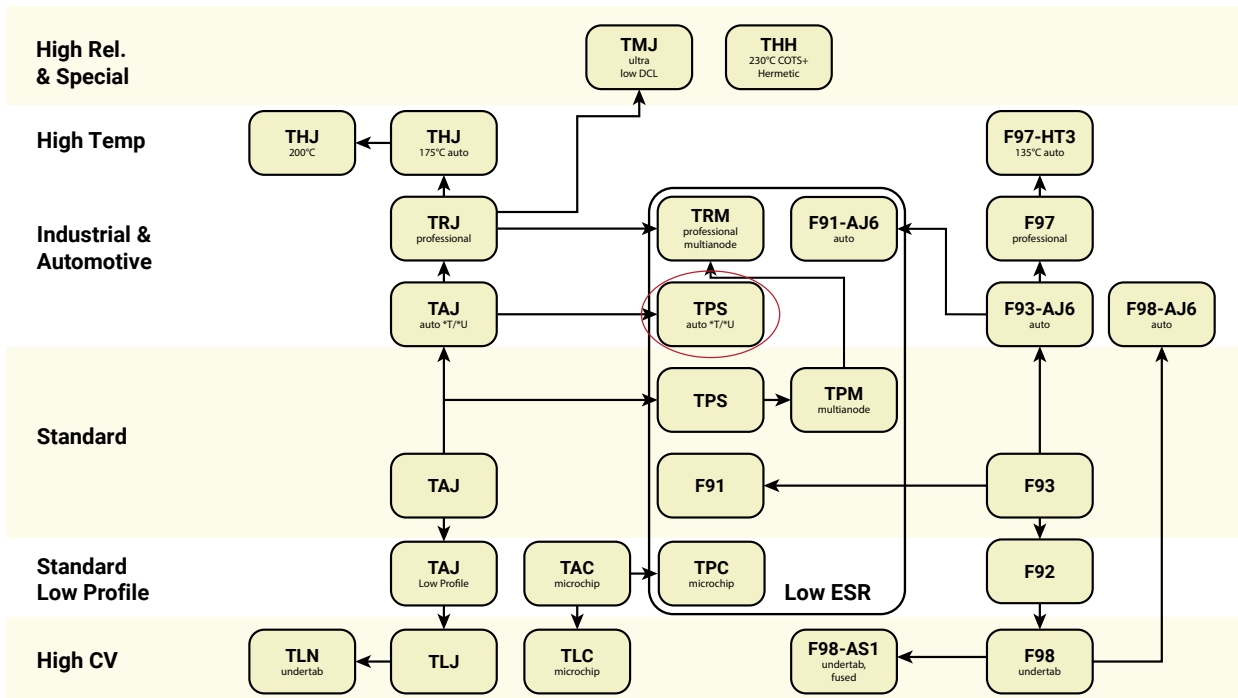 High Rel.
& Special
TMJ
ultra
low DCL
THH
230°C COTS+
Hermetic
High Temp
THJ
200°C
THJ
175°C auto
F97-HT3
135°C auto
Industrial &
Automotive
TRJ
professional
TRM
professional
multianode
F91-AJ6
auto
F97
professional
TAJ
auto *T/*U
TPS
auto *T/*U
F93-AJ6
auto
F98-AJ6
auto
Standard
TPS
TPM
multianode
TAJ
F91
F93
Standard
Low Profile
TAJ
Low Profile
TAC
microchip
TPC
microchip
Low ESR
F92
High CV
TLN
undertab
TLJ
TLC
microchip
F98-AS1
undertab,
fused
F98
undertab